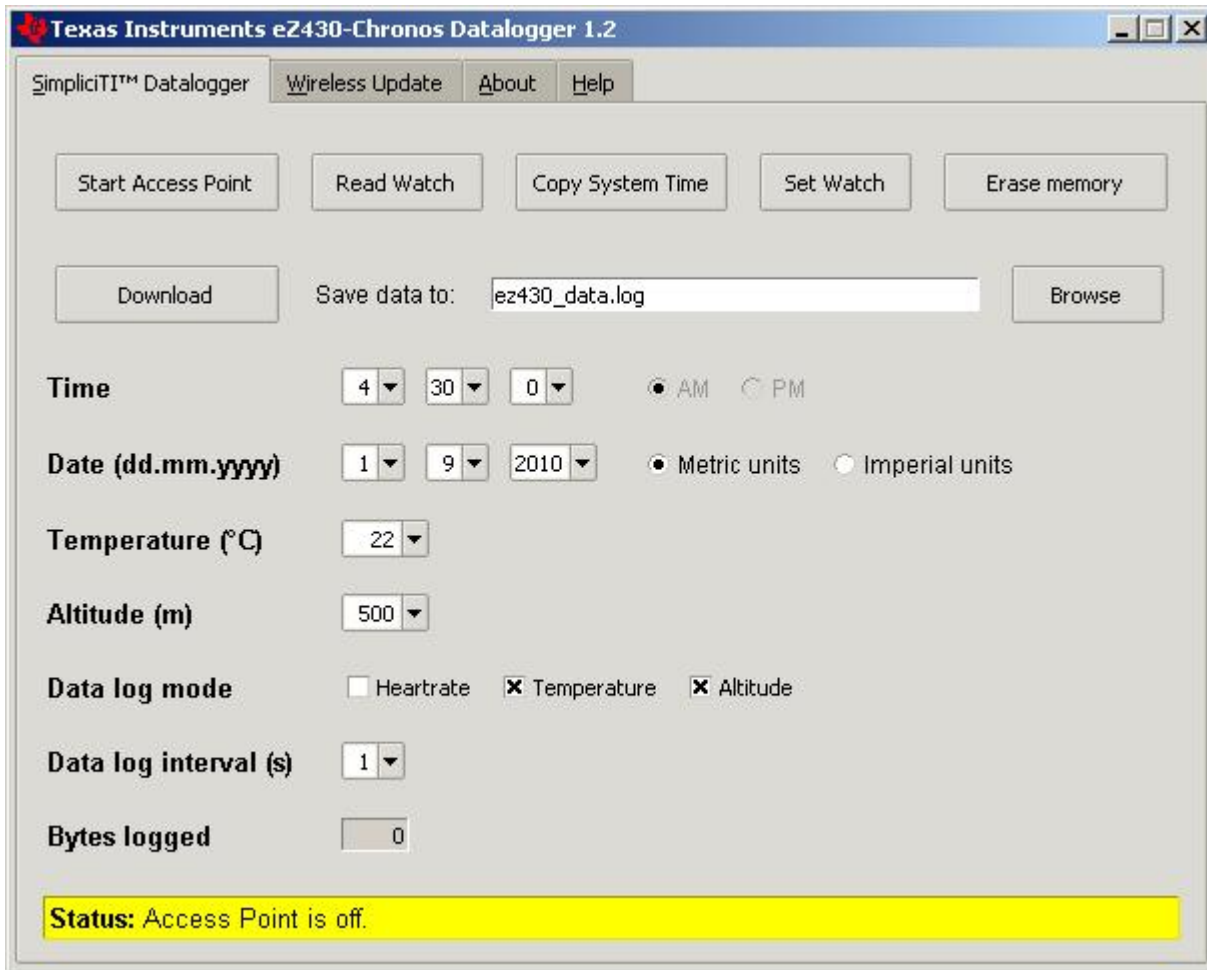 Texas Instruments eZ430-Chronos Datalogger 1.2
SimpliciTI™ Datalogger Wireless Update About Help
Start Access Point Read Watch Copy System Time Set Watch Erase memory
Download Save data to: ez430_data.log Browse
Time 4 30 0 AM PM
Date (dd.mm.yyyy) 1 9 2010 Metric units Imperial units
Temperature (°C) 22
Altitude (m) 500
Data log mode Heartrate Temperature Altitude
Data log interval (s) 1
Bytes logged 0
Status: Access Point is off.